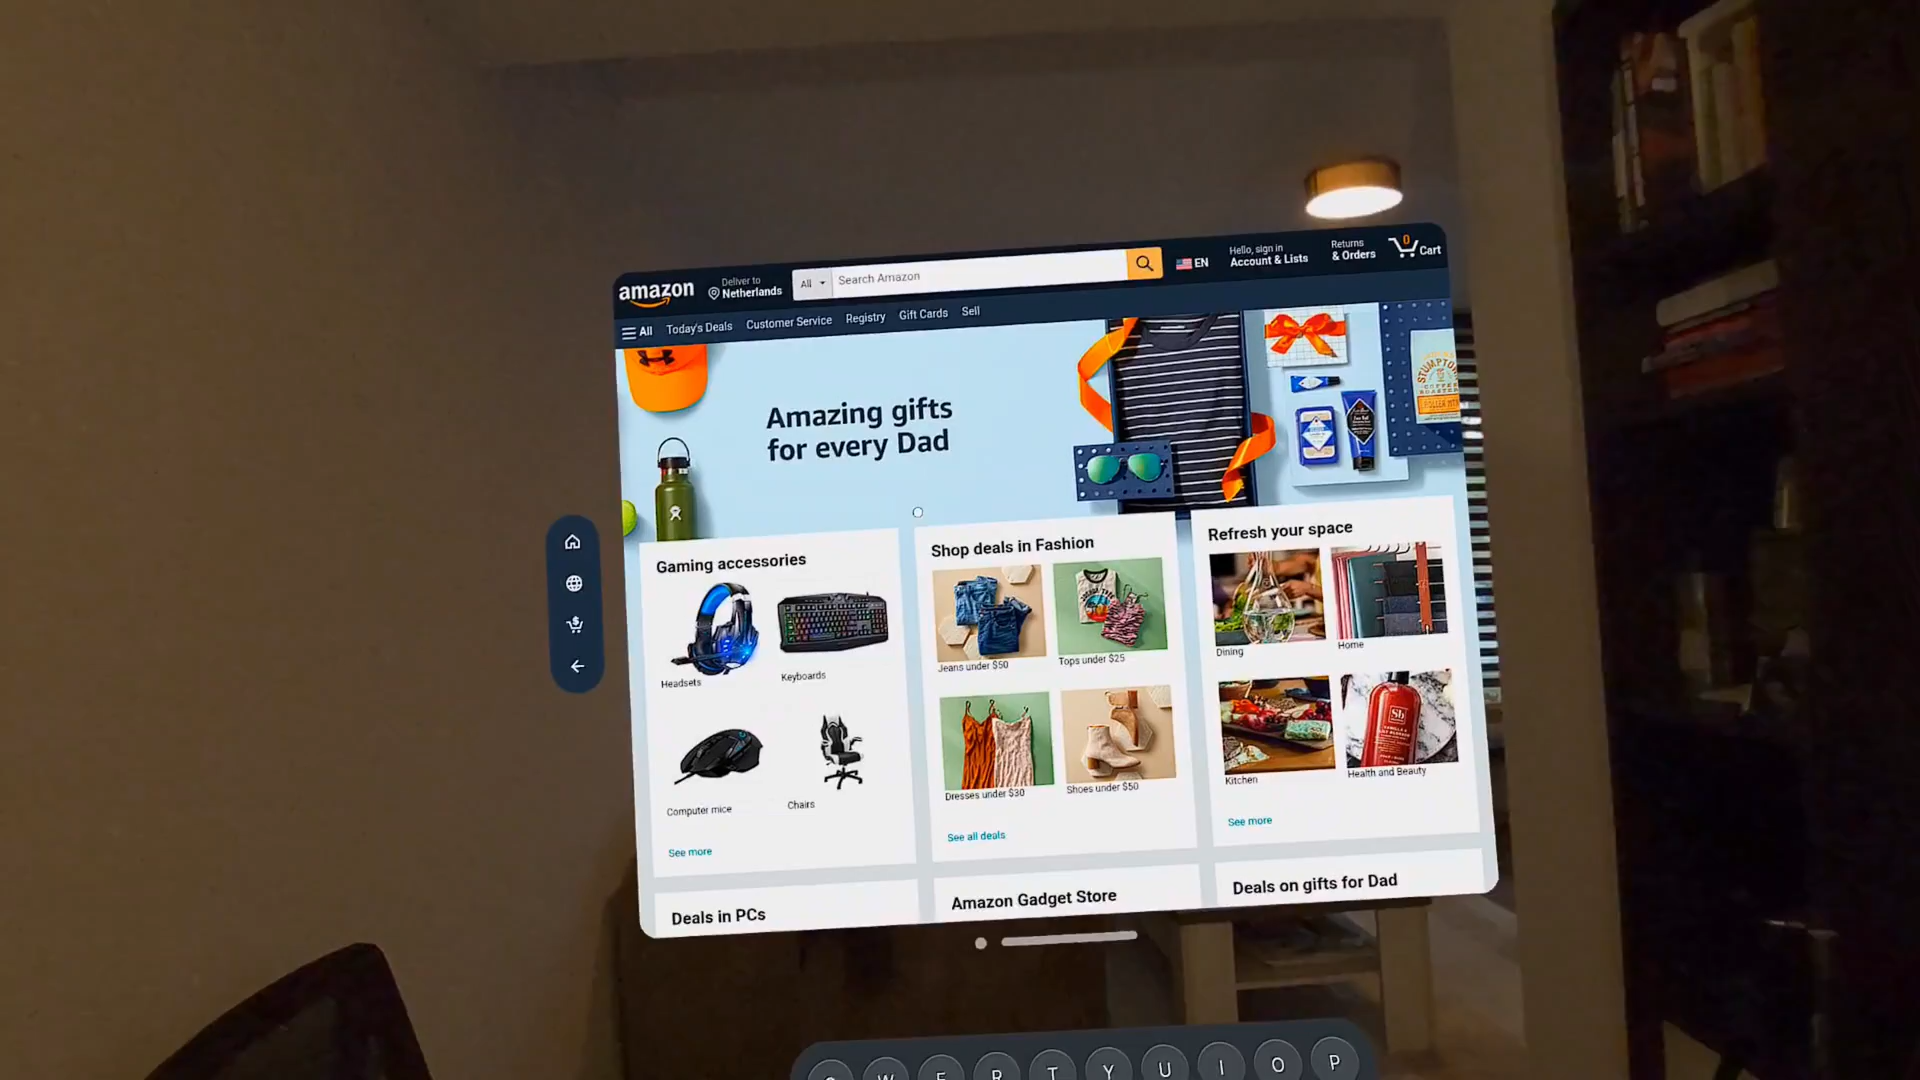 amazon
Deliver to
Netherlands
All
Search Amazon
EN
Hello, sign in
Account & Lists
Returns
& Orders
0
Cart
All
Today's Deals
Customer Service
Registry
Gift Cards
Sell
Amazing gifts
for every Dad
Gaming accessories
Headsets
Keyboards
Computer mice
Chairs
See more
Shop deals in Fashion
Jeans under $50
Tops under $25
Dresses under $30
Shoes under $50
See all deals
Refresh your space
Dining
Home
Kitchen
Health and Beauty
See more
Deals in PCs
Amazon Gadget Store
Deals on gifts for Dad
W E R T Y U I O P